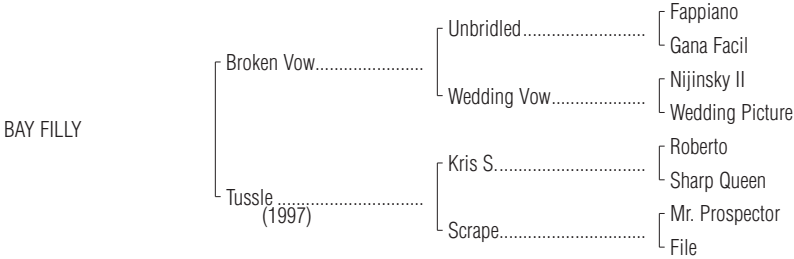 Fappiano
Unbridled
Gana Facil
Broken Vow
Nijinsky II
Wedding Vow
Wedding Picture
BAY FILLY
Roberto
Kris S.
Sharp Queen
Tussle
(1997)
Mr. Prospector
Scrape
File